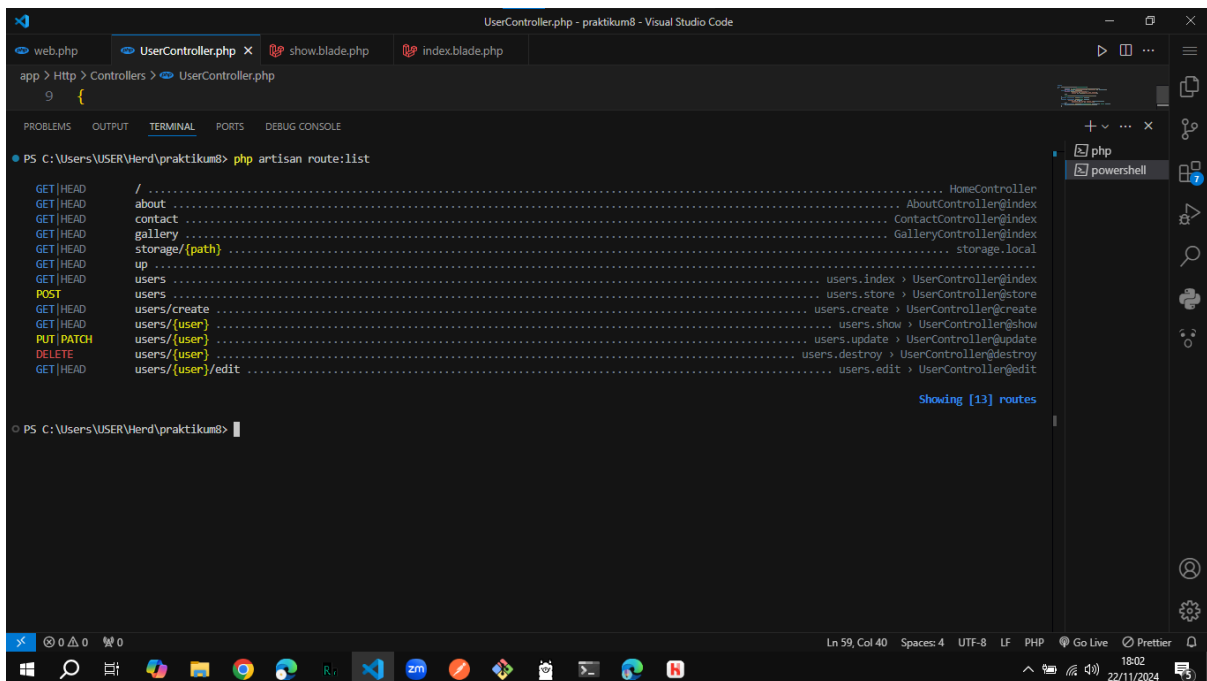 UserController.php - praktikum8 - Visual Studio Code
web.php UserController.php show.blade.php index.blade.php
app > Http > Controllers > UserController.php
9 {
PROBLEMS OUTPUT TERMINAL PORTS DEBUG CONSOLE
PS C:\Users\USER\Herd\praktikum8> php artisan route:list
php
powershell
GET|HEAD / ........ HomeController
GET|HEAD about ........ AboutController@index
GET|HEAD contact ........ ContactController@index
GET|HEAD gallery ........ GalleryController@index
GET|HEAD storage/{path} ........ storage.local
GET|HEAD up ........
GET|HEAD users ........ users.index › UserController@index
POST users ........ users.store › UserController@store
GET|HEAD users/create ........ users.create › UserController@create
GET|HEAD users/{user} ........ users.show › UserController@show
PUT|PATCH users/{user} ........ users.update › UserController@update
DELETE users/{user} ........ users.destroy › UserController@destroy
GET|HEAD users/{user}/edit ........ users.edit › UserController@edit
Showing [13] routes
PS C:\Users\USER\Herd\praktikum8>
7
0 0 0 Ln 59, Col 40 Spaces: 4 UTF-8 LF PHP Go Live Prettier
zm H
18:02
22/11/2024
5